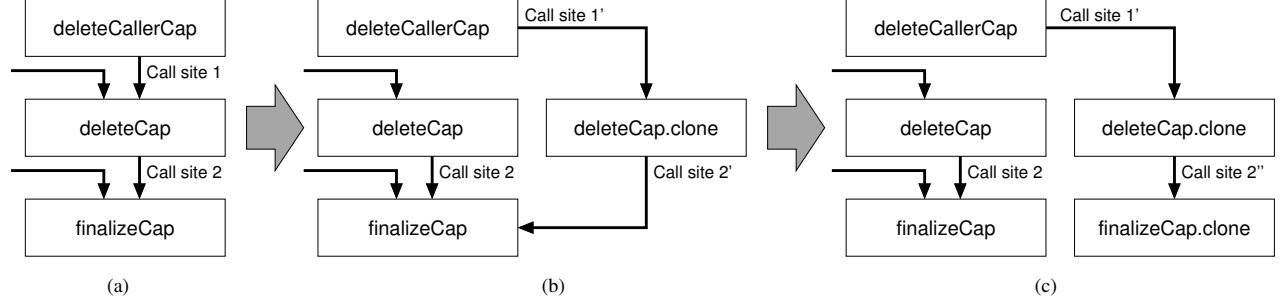 deleteCallerCap
Call site 1
deleteCap
Call site 2
finalizeCap
(a)
deleteCallerCap
Call site 1'
deleteCap
deleteCap.clone
Call site 2
Call site 2'
finalizeCap
(b)
deleteCallerCap
Call site 1'
deleteCap
deleteCap.clone
Call site 2
Call site 2''
finalizeCap
finalizeCap.clone
(c)